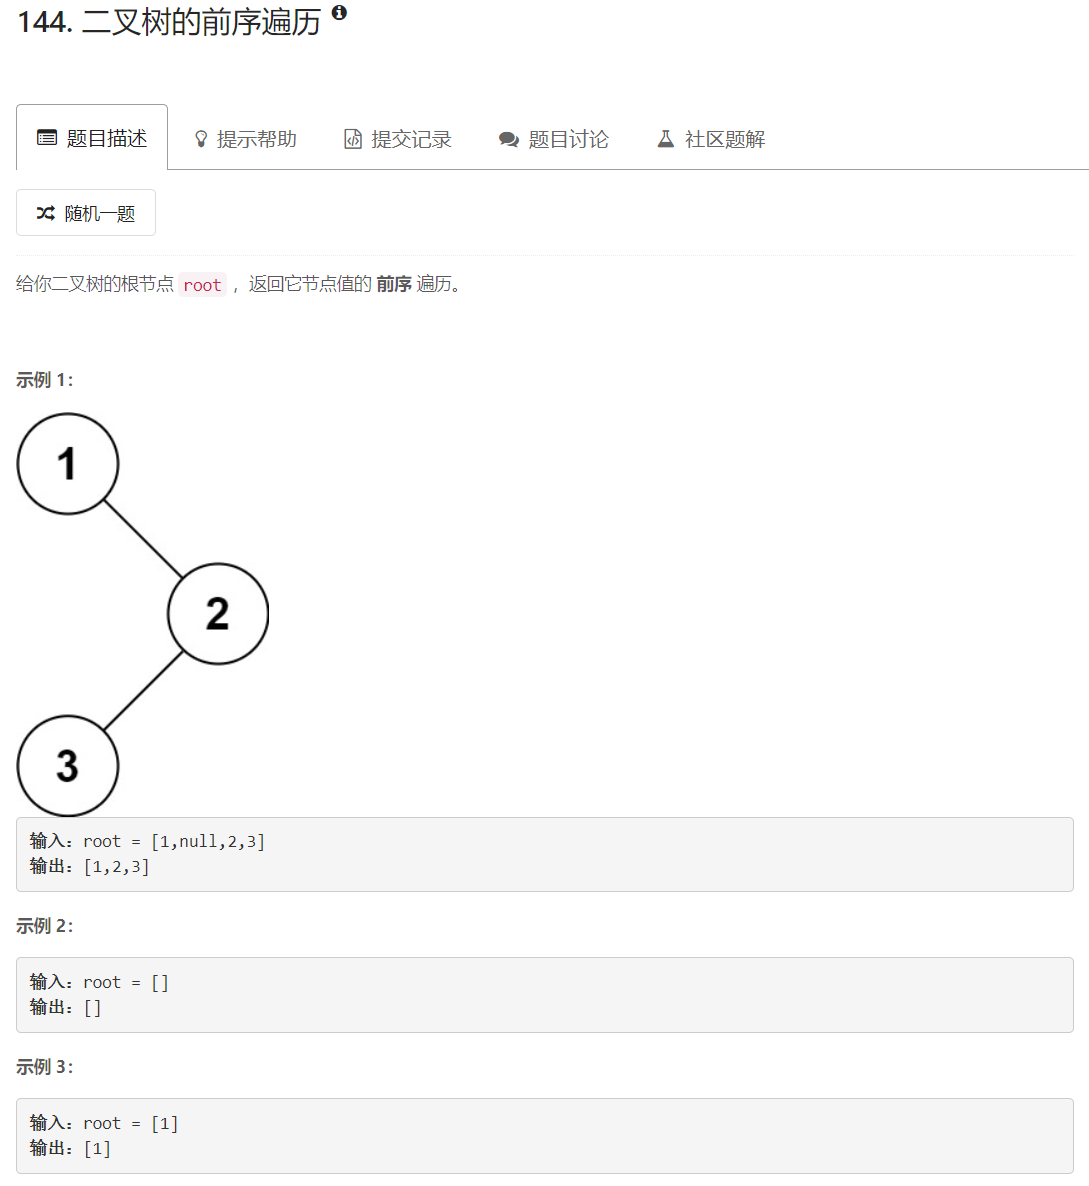 144. 二叉树的前序遍历
题目描述 提示帮助 提交记录 题目讨论 社区题解
随机一题
给你二叉树的根节点 root ，返回它节点值的 前序 遍历。
示例 1：
1
2
3
输入：root = [1,null,2,3]
输出：[1,2,3]
示例 2：
输入：root = []
输出：[]
示例 3：
输入：root = [1]
输出：[1]